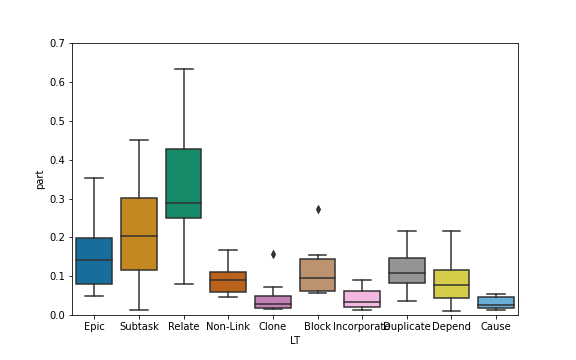 0.7
0.6
0.5
0.4
0.3
0.2
0.1
0.0
part
Epic Subtask Relate Non-Link Clone Block Incorporate Duplicate Depend Cause
LT